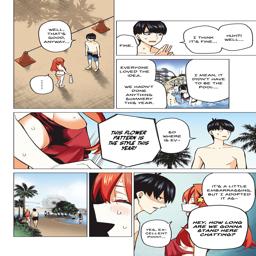 WELL,
THAT'S
GOOD,
ANYWAY...
FINE.
I THINK
IT'S FINE...
HUH?!
WELL...
EVERYONE
LOVED THE
IDEA.
WE HADN'T
DONE
ANYTHING
SUMMERY
THIS YEAR.
I MEAN, IT
DIDN'T HAVE
TO BE THE
POOL...
THIS FLOWER
PATTERN IS
THE STYLE THIS
YEAR!
SO
WHERE
IS EV-
YES, EX-
CELLENT
POINT...
IT'S A LITTLE
EMBARRASSING,
BUT I ADOPTED
IT AS-
HEY, HOW LONG
ARE WE GONNA
STAND HERE
CHATTING?